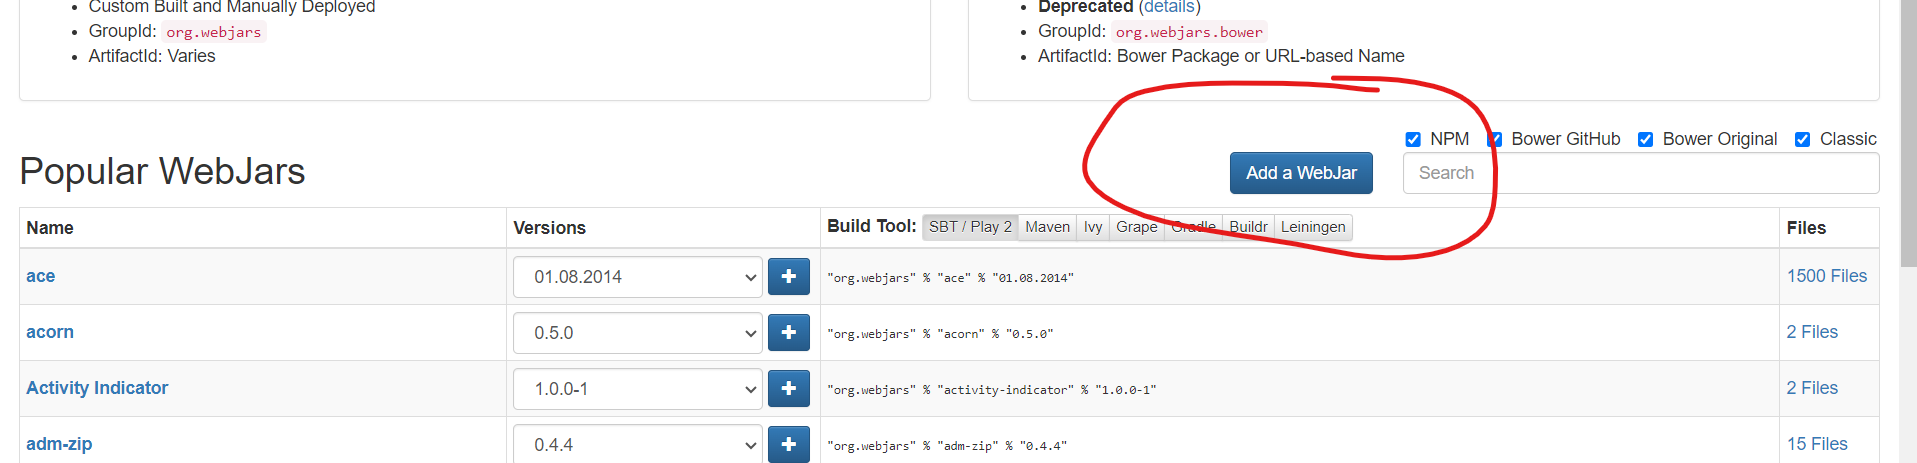 Custom Built and Manually Deployed
GroupId: org.webjars
ArtifactId: Varies
Deprecated (details)
GroupId: org.webjars.bower
ArtifactId: Bower Package or URL-based Name
NPM Bower GitHub Bower Original Classic
Popular WebJars Add a WebJar Search
Name Versions Build Tool: SBT / Play 2 Maven Ivy Grape Gradle Buildr Leiningen Files
ace 01.08.2014 + "org.webjars" % "ace" % "01.08.2014" 1500 Files
acorn 0.5.0 + "org.webjars" % "acorn" % "0.5.0" 2 Files
Activity Indicator 1.0.0-1 + "org.webjars" % "activity-indicator" % "1.0.0-1" 2 Files
adm-zip 0.4.4 + "org.webjars" % "adm-zip" % "0.4.4" 15 Files